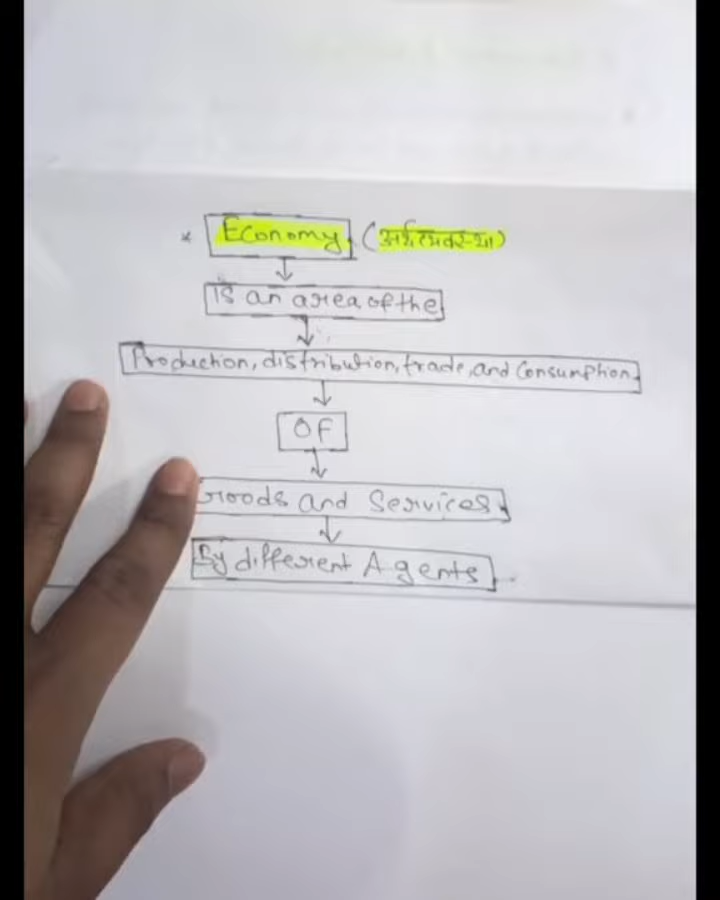 * Economy (अर्थव्यवस्था)
is an area of the
Production, distribution, trade, and Consumption
OF
Goods and Services
By different Agents